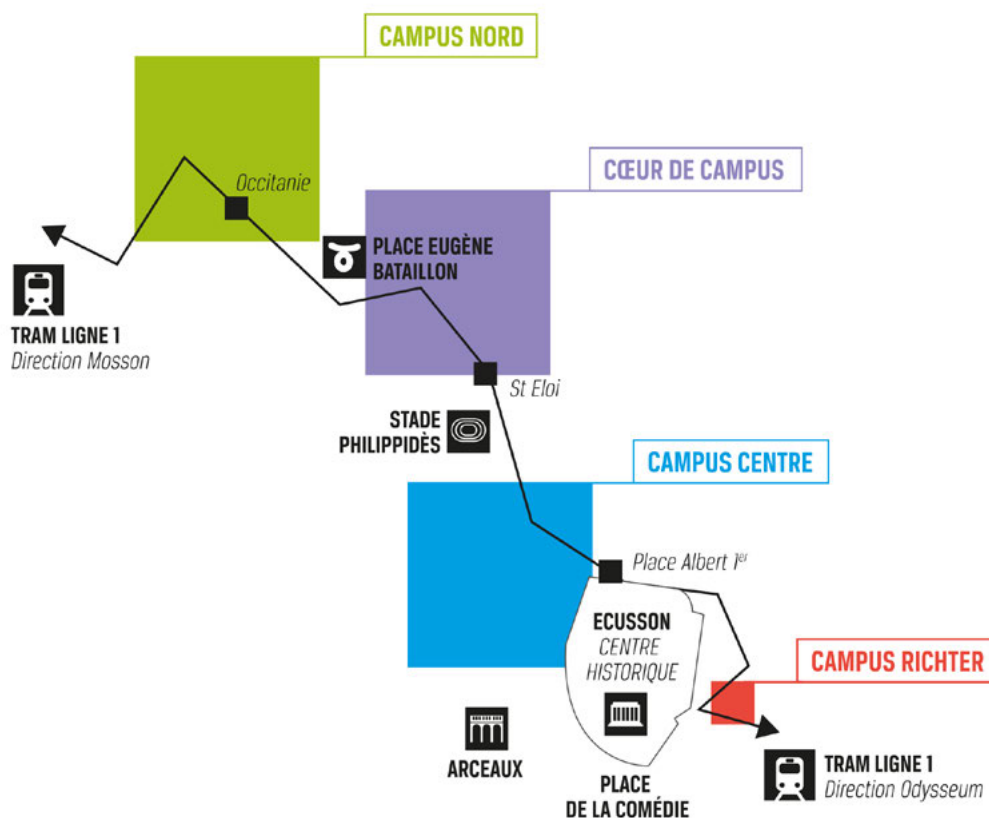 CAMPUS NORD
CŒUR DE CAMPUS
Occitanie
PLACE EUGÈNE
BATAILLON
TRAM LIGNE 1
Direction Mosson
St Eloi
STADE
PHILIPPIDÈS
CAMPUS CENTRE
Place Albert 1er
ECUSSON
CENTRE
HISTORIQUE
CAMPUS RICHTER
ARCEAUX
PLACE
DE LA COMÉDIE
TRAM LIGNE 1
Direction Odysseum